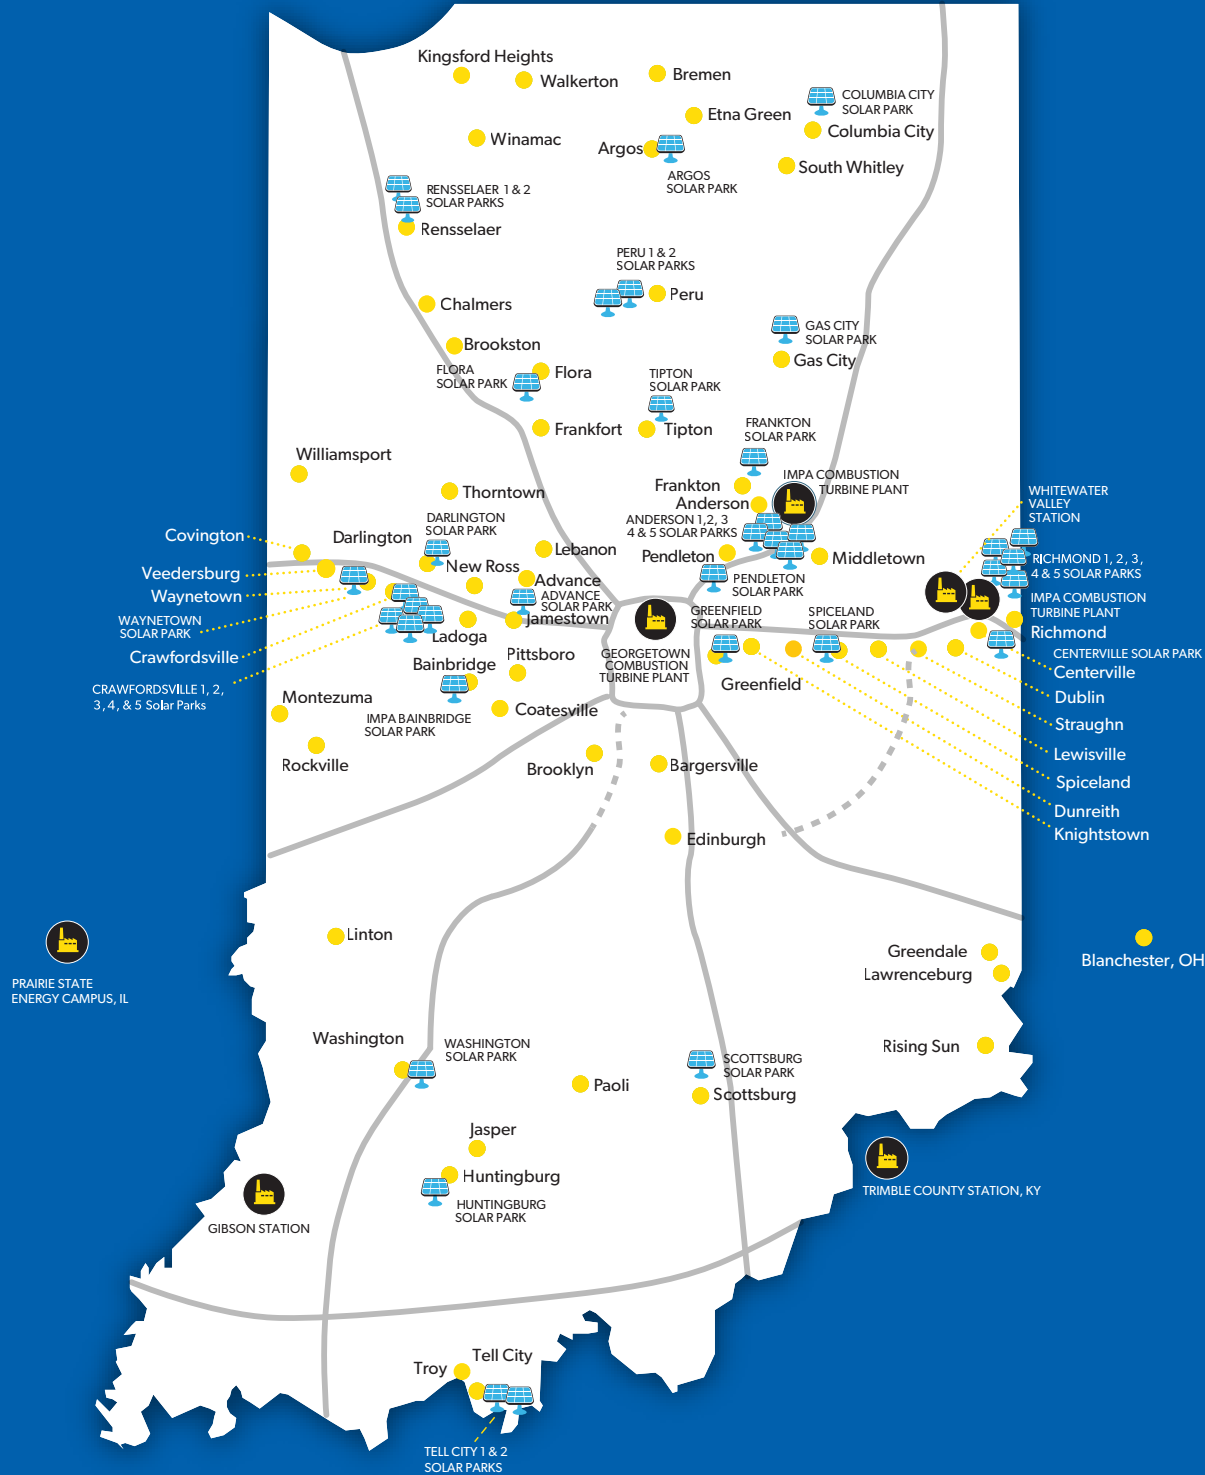 Kingsford Heights
Walkerton
Bremen
COLUMBIA CITY
SOLAR PARK
Etna Green
Columbia City
Winamac
Argos
ARGOS
SOLAR PARK
South Whitley
RENSSELAER 1 & 2
SOLAR PARKS
Rensselaer
PERU 1 & 2
SOLAR PARKS
Peru
Chalmers
GAS CITY
SOLAR PARK
Gas City
Brookston
FLORA
SOLAR PARK
Flora
TIPTON
SOLAR PARK
Frankfort
Tipton
FRANKTON
SOLAR PARK
Williamsport
IMPA COMBUSTION
TURBINE PLANT
Frankton
Anderson
Thorntown
ANDERSON 1, 2, 3
4 & 5 SOLAR PARKS
WHITEWATER
VALLEY
STATION
Covington
Darlington
DARLINGTON
SOLAR PARK
Lebanon
Pendleton
Middletown
RICHMOND 1, 2, 3,
4 & 5 SOLAR PARKS
Veedersburg
New Ross
Advance
PENDLETON
SOLAR PARK
Waynetown
ADVANCE
SOLAR PARK
IMPA COMBUSTION
TURBINE PLANT
WAYNETOWN
SOLAR PARK
Jamestown
GREENFIELD
SOLAR PARK
SPICELAND
SOLAR PARK
Richmond
Ladoga
Crawfordsville
Pittsboro
GEORGETOWN
COMBUSTION
TURBINE PLANT
CENTERVILLE SOLAR PARK
Bainbridge
Centerville
CRAWFORDSVILLE 1, 2,
3, 4, & 5 Solar Parks
Greenfield
Montezuma
Dublin
IMPA BAINBRIDGE
SOLAR PARK
Coatesville
Straughn
Rockville
Brooklyn
Bargersville
Lewisville
Spiceland
Dunreith
Knightstown
Edinburgh
Linton
Greendale
Lawrenceburg
Blanchester, OH
PRAIRIE STATE
ENERGY CAMPUS, IL
Washington
WASHINGTON
SOLAR PARK
Rising Sun
SCOTTSBURG
SOLAR PARK
Paoli
Scottsburg
Jasper
Huntingburg
HUNTINGBURG
SOLAR PARK
TRIMBLE COUNTY STATION, KY
GIBSON STATION
Tell City
Troy
TELL CITY 1 & 2
SOLAR PARKS